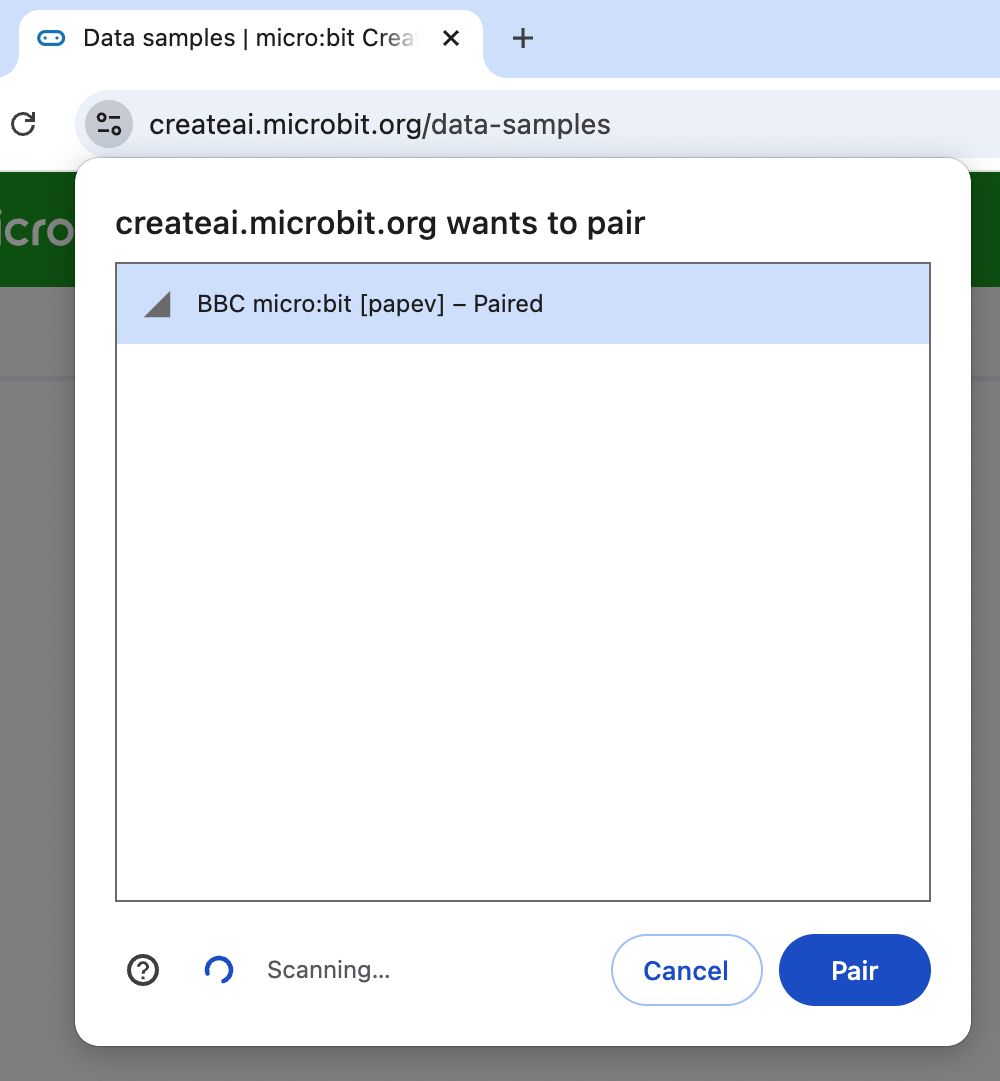 Data samples | micro:bit Crea
createai.microbit.org/data-samples
icro
createai.microbit.org wants to pair
BBC micro:bit [papev] – Paired
Scanning...
Cancel
Pair